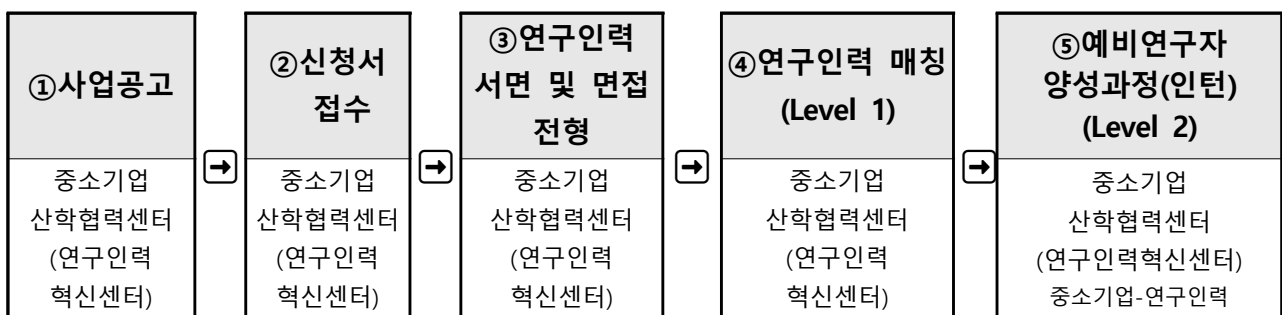 ①사업공고
②신청서
접수
③연구인력
서면 및 면접
전형
④연구인력 매칭
(Level 1)
⑤예비연구자
양성과정(인턴)
(Level 2)
중소기업
산학협력센터
(연구인력
혁신센터)
중소기업
산학협력센터
(연구인력
혁신센터)
중소기업
산학협력센터
(연구인력
혁신센터)
중소기업
산학협력센터
(연구인력
혁신센터)
중소기업
산학협력센터
(연구인력혁신센터)
중소기업-연구인력